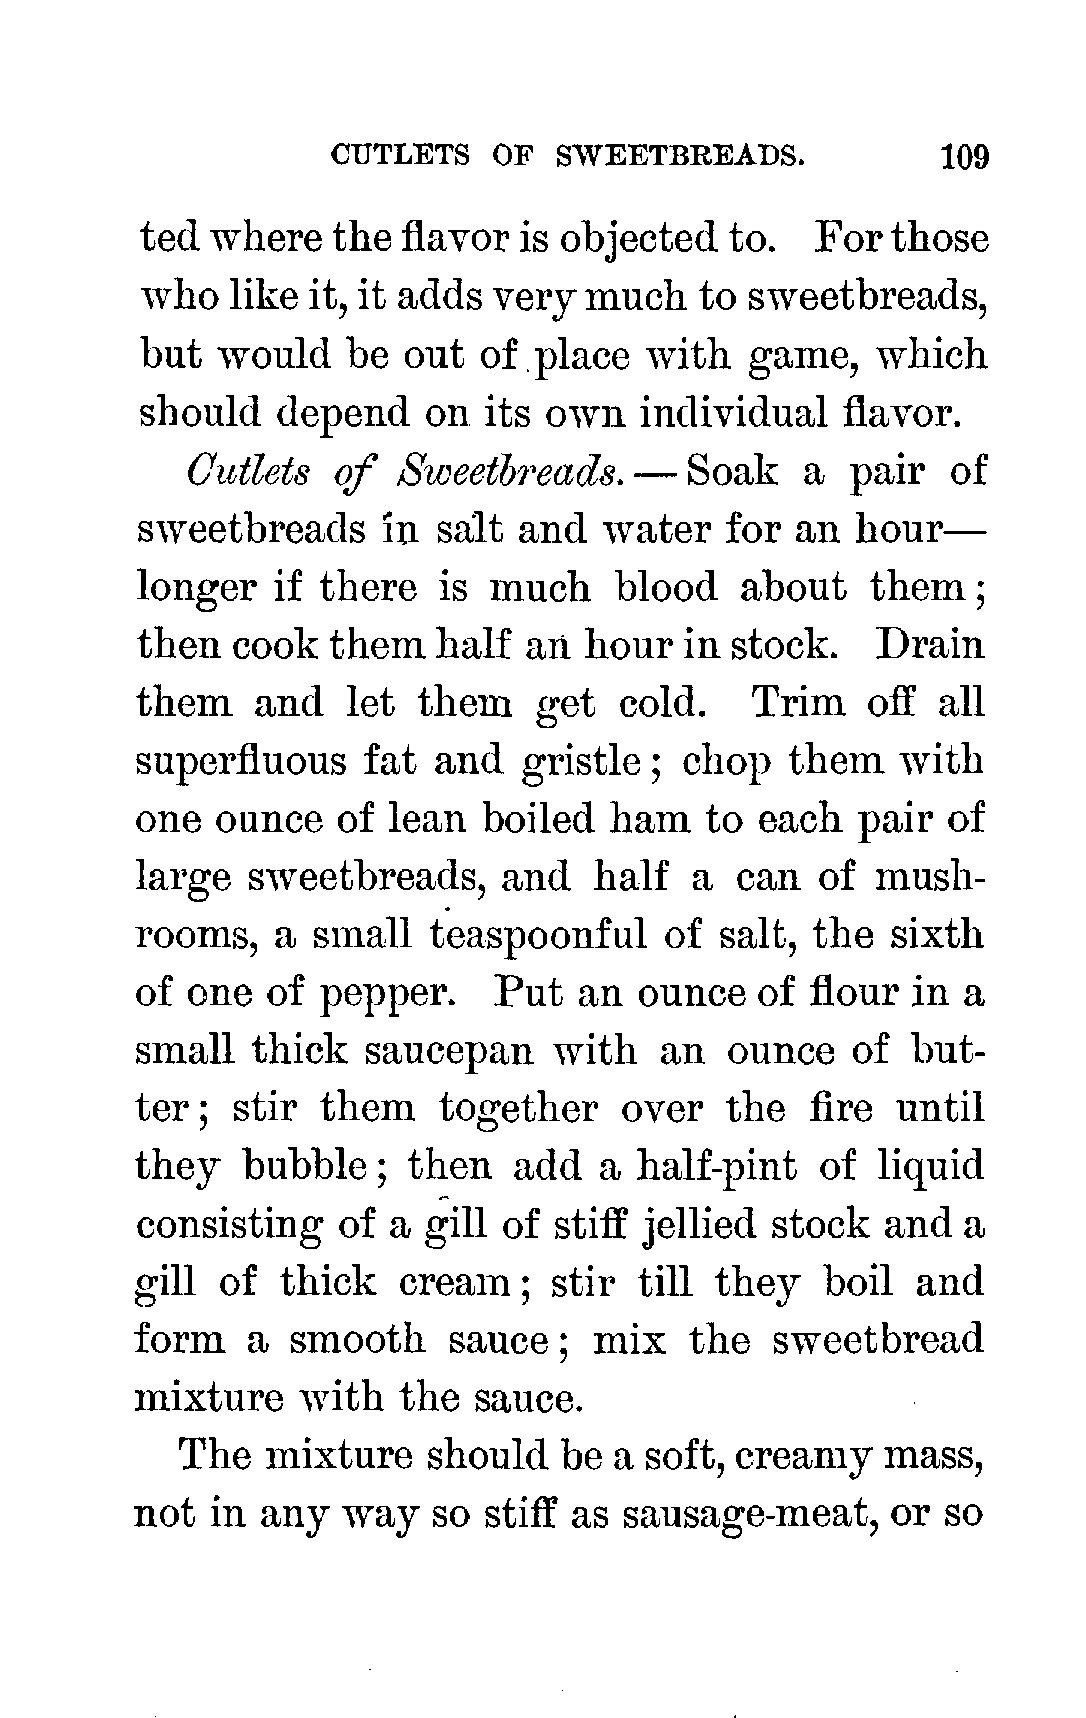 CUTLETS OF SWEETBREADS. 109
ted where the flavor is objected to. For those
who like it, it adds very much to sweetbreads,
but would be out of place with game, which
should depend on its own individual flavor.
Cutlets of Sweetbreads. — Soak a pair of
sweetbreads in salt and water for an hour—
longer if there is much blood about them;
then cook them half an hour in stock. Drain
them and let them get cold. Trim off all
superfluous fat and gristle; chop them with
one ounce of lean boiled ham to each pair of
large sweetbreads, and half a can of mush-
rooms, a small teaspoonful of salt, the sixth
of one of pepper. Put an ounce of flour in a
small thick saucepan with an ounce of but-
ter; stir them together over the fire until
they bubble; then add a half-pint of liquid
consisting of a gill of stiff jellied stock and a
gill of thick cream; stir till they boil and
form a smooth sauce; mix the sweetbread
mixture with the sauce.
The mixture should be a soft, creamy mass,
not in any way so stiff as sausage-meat, or so